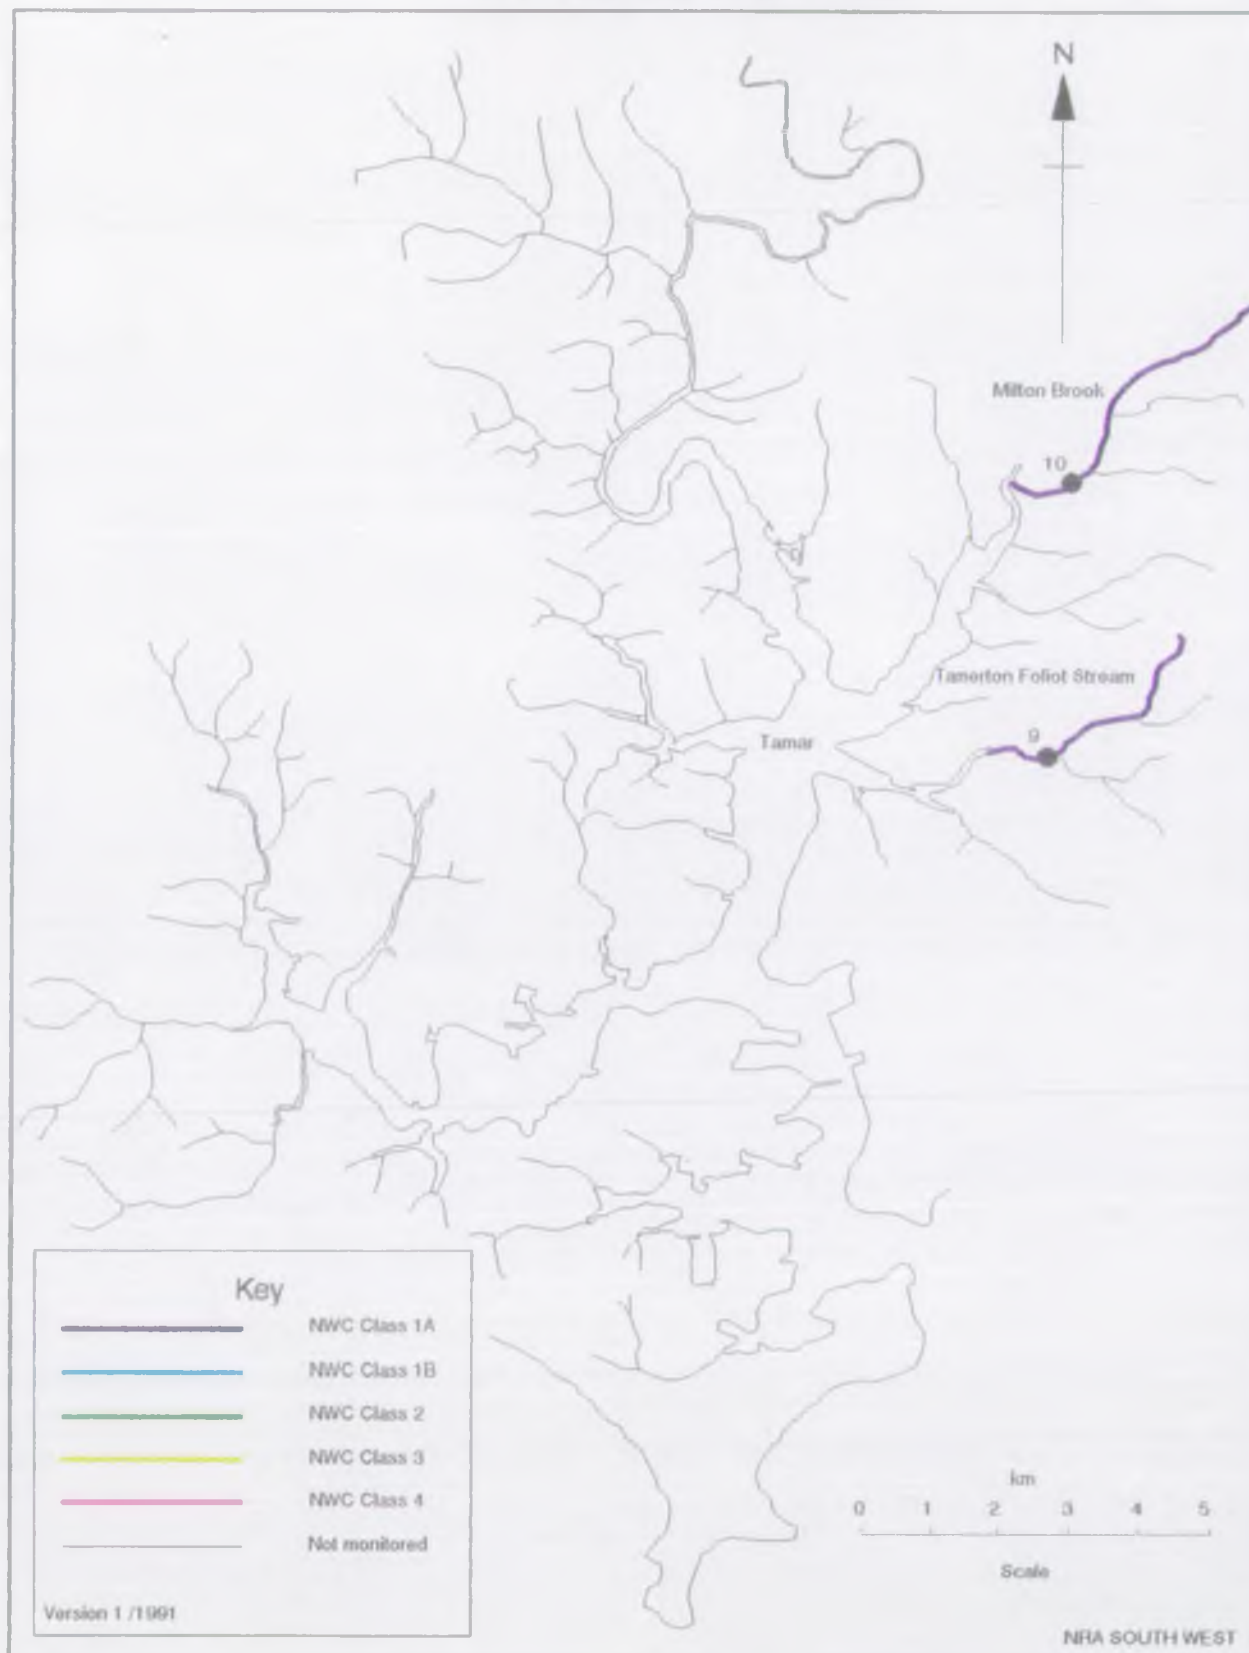 N
Milton Brook
10
Tamerton Foliot Stream
9
Tamar
Key
NWC Class 1A
NWC Class 1B
NWC Class 2
NWC Class 3
NWC Class 4
Not monitored
Version 1 /1991
km
0 1 2 3 4 5
Scale
NRA SOUTH WEST